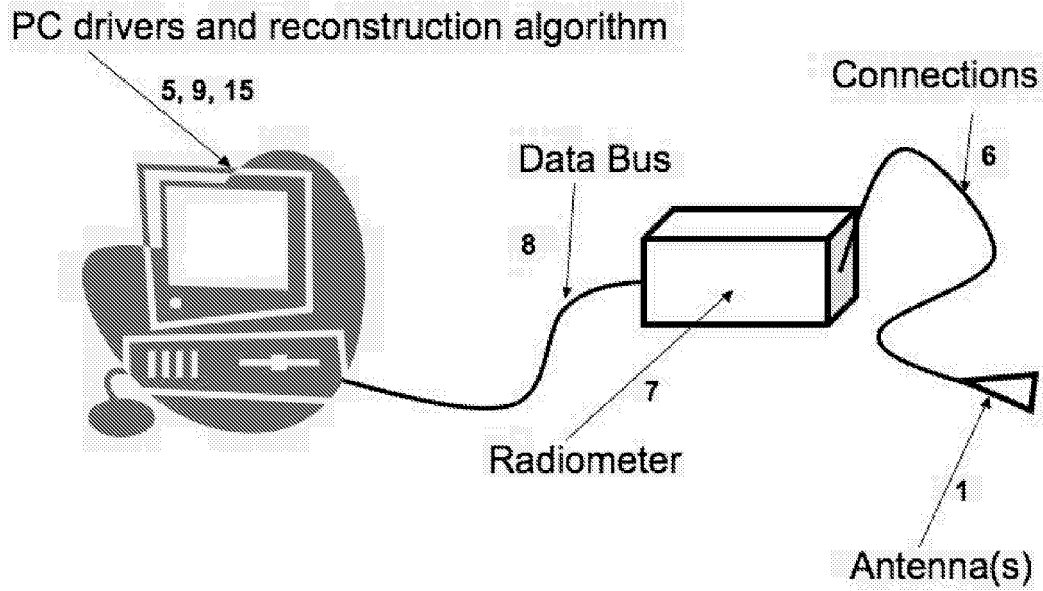 PC drivers and reconstruction algorithm
5, 9, 15
Connections
6
Data Bus
8
7
Radiometer
1
Antenna(s)